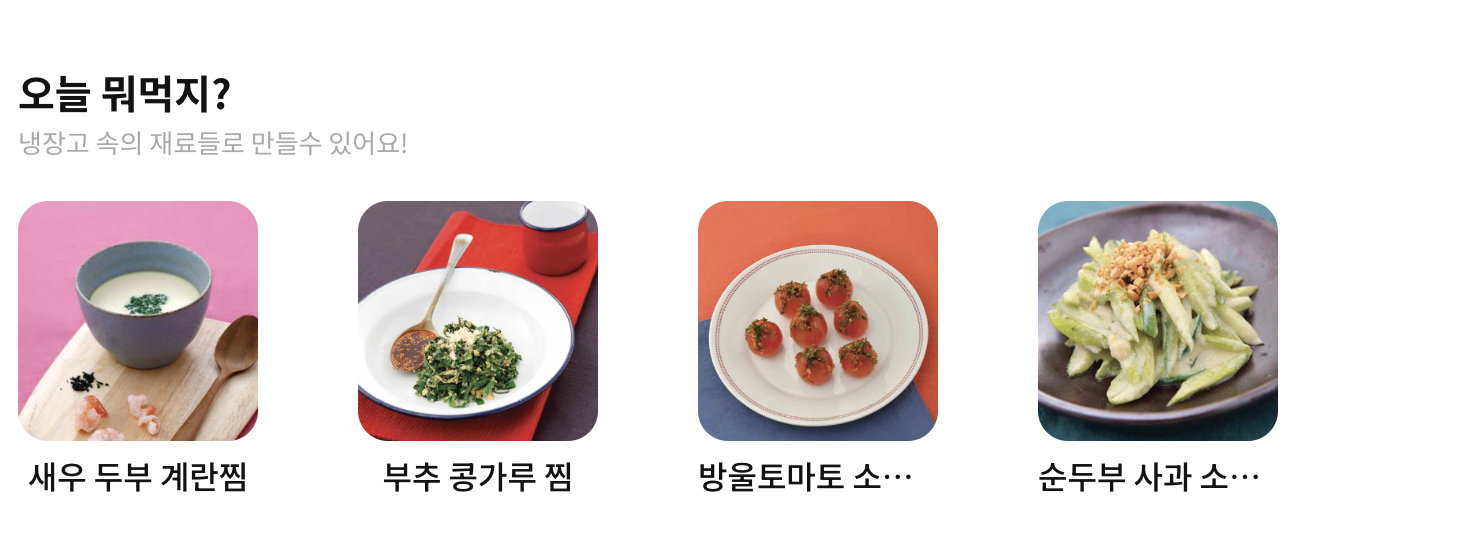 오늘 뭐먹지?
냉장고 속의 재료들로 만들수 있어요!
새우 두부 계란찜
부추 콩가루 찜
방울토마토 소…
순두부 사과 소…